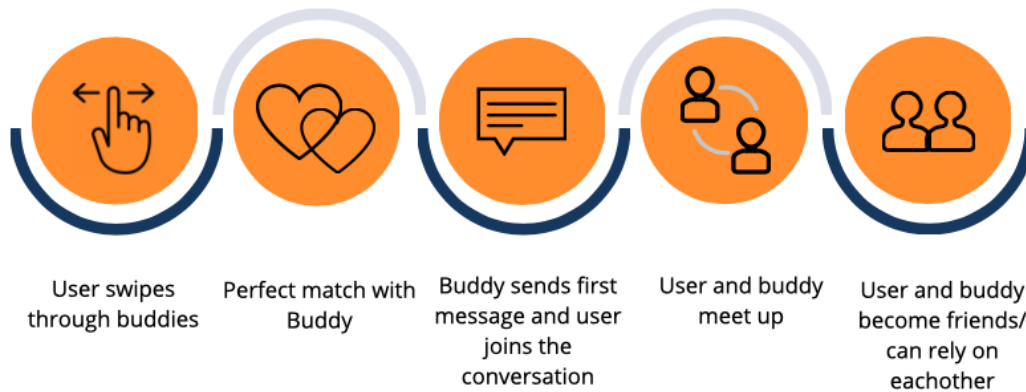 User swipes
through buddies
Perfect match with
Buddy
Buddy sends first
message and user
joins the
conversation
User and buddy
meet up
User and buddy
become friends/
can rely on
eachother